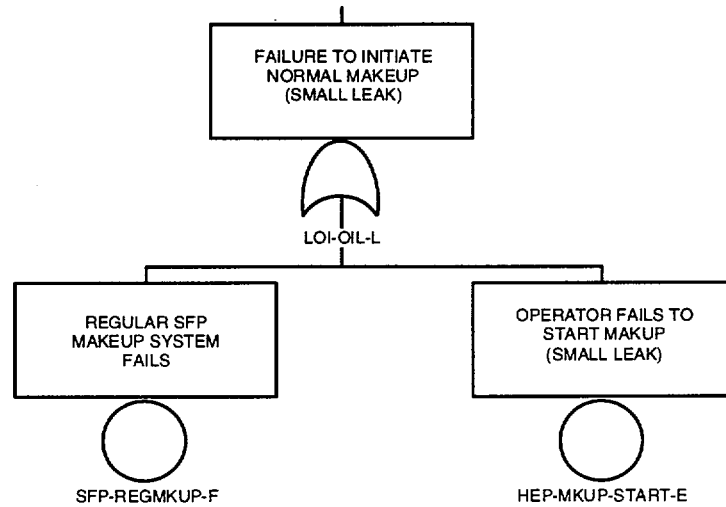 FAILURE TO INITIATE
NORMAL MAKEUP
(SMALL LEAK)
LOI-OIL-L
REGULAR SFP
MAKEUP SYSTEM
FAILS
SFP-REGMKUP-F
OPERATOR FAILS TO
START MAKUP
(SMALL LEAK)
HEP-MKUP-START-E